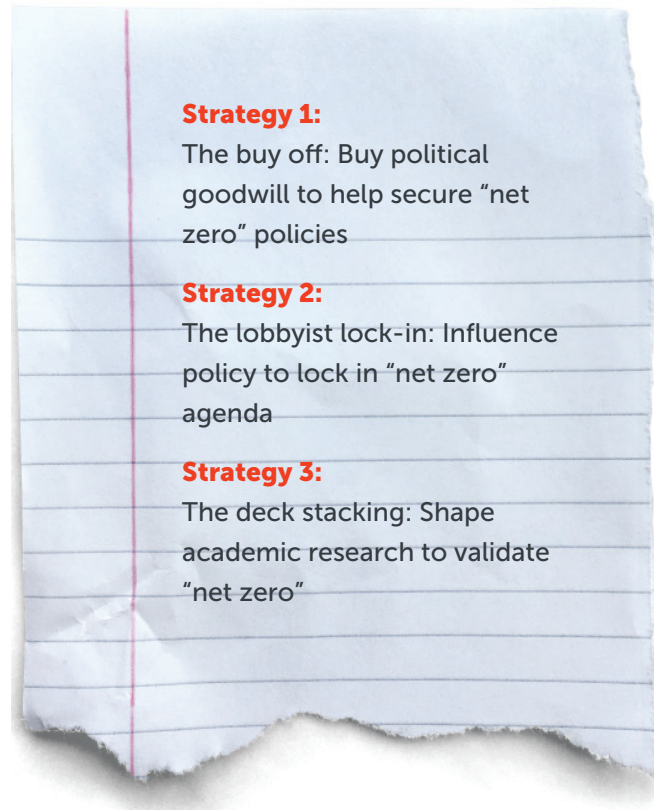 Strategy 1:
The buy off: Buy political
goodwill to help secure “net
zero” policies
Strategy 2:
The lobbyist lock-in: Influence
policy to lock in “net zero”
agenda
Strategy 3:
The deck stacking: Shape
academic research to validate
“net zero”